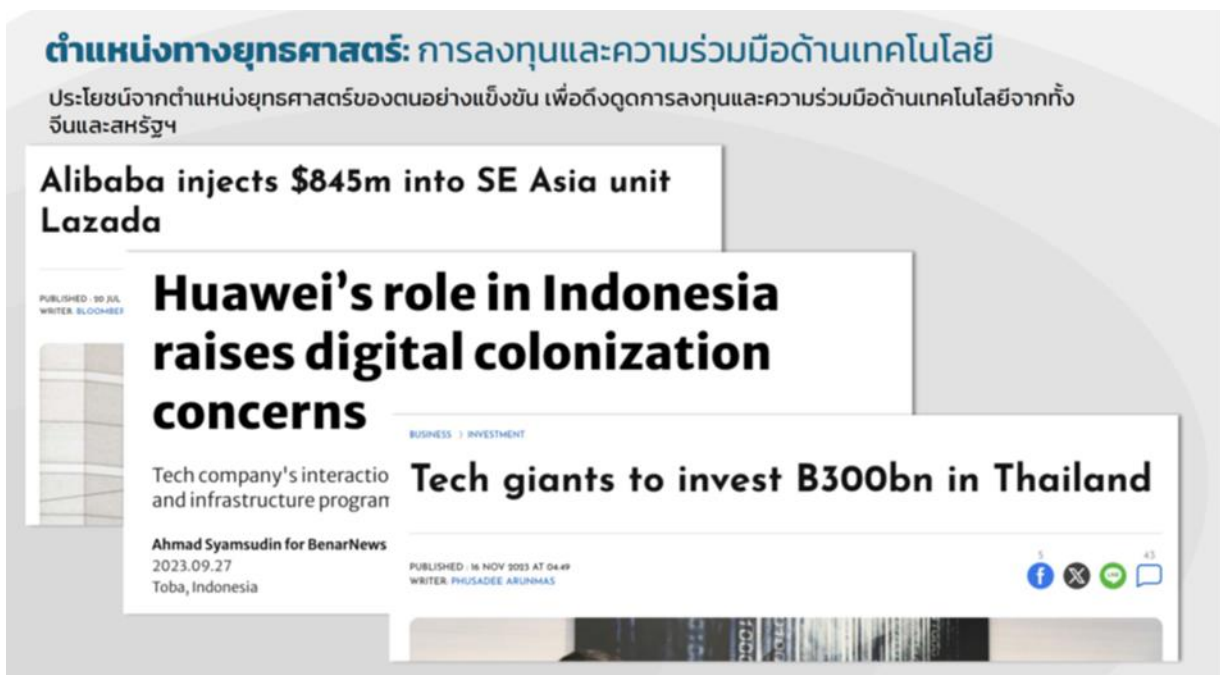 ตำแหน่งทางยุทธศาสตร์: การลงทุนและความร่วมมือด้านเทคโนโลยี
ประโยชน์จากตำแหน่งยุทธศาสตร์ของตนอย่างแข็งขัน เพื่อดึงดูดการลงทุนและความร่วมมือด้านเทคโนโลยีจากทั้ง
จีนและสหรัฐฯ
Alibaba injects $845m into SE Asia unit
Lazada
PUBLISHED : 20 JUL
WRITER: BLOOMBER
Huawei’s role in Indonesia
raises digital colonization
concerns
Tech company's interactio
and infrastructure program
Ahmad Syamsudin for BenarNews
2023.09.27
Toba, Indonesia
BUSINESS > INVESTMENT
Tech giants to invest B300bn in Thailand
PUBLISHED : 16 NOV 2023 AT 04:49
WRITER: PHUSADEE ARUNMAS
5
43